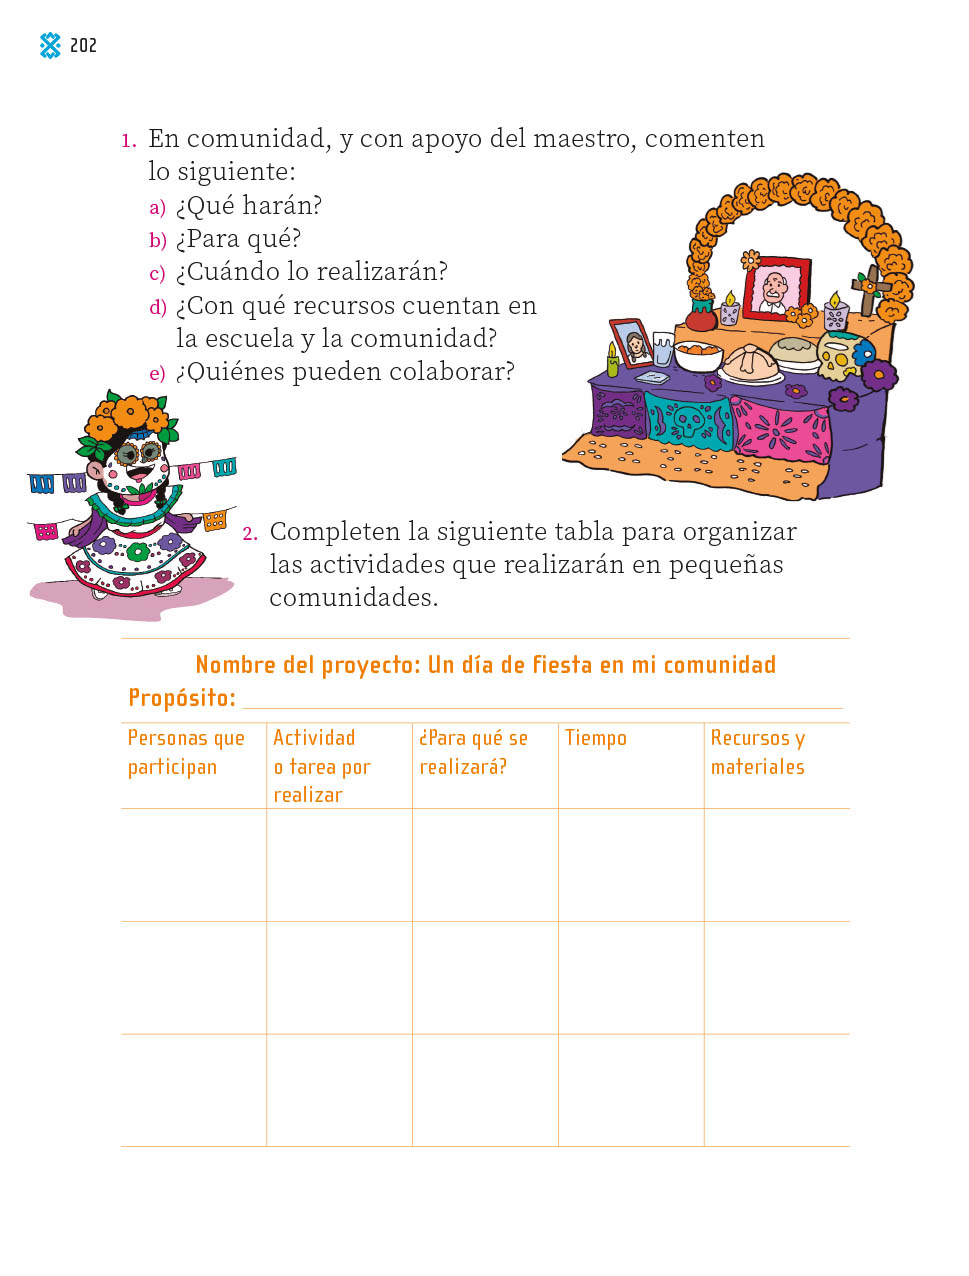 202
1. En comunidad, y con apoyo del maestro, comenten
lo siguiente:
a) ¿Qué harán?
b) ¿Para qué?
c) ¿Cuándo lo realizarán?
d) ¿Con qué recursos cuentan en
la escuela y la comunidad?
e) ¿Quiénes pueden colaborar?
2. Completen la siguiente tabla para organizar
las actividades que realizarán en pequeñas
comunidades.
Nombre del proyecto: Un día de fiesta en mi comunidad
Propósito:
Personas que
participan
Actividad
o tarea por
realizar
¿Para qué se
realizará?
Tiempo
Recursos y
materiales